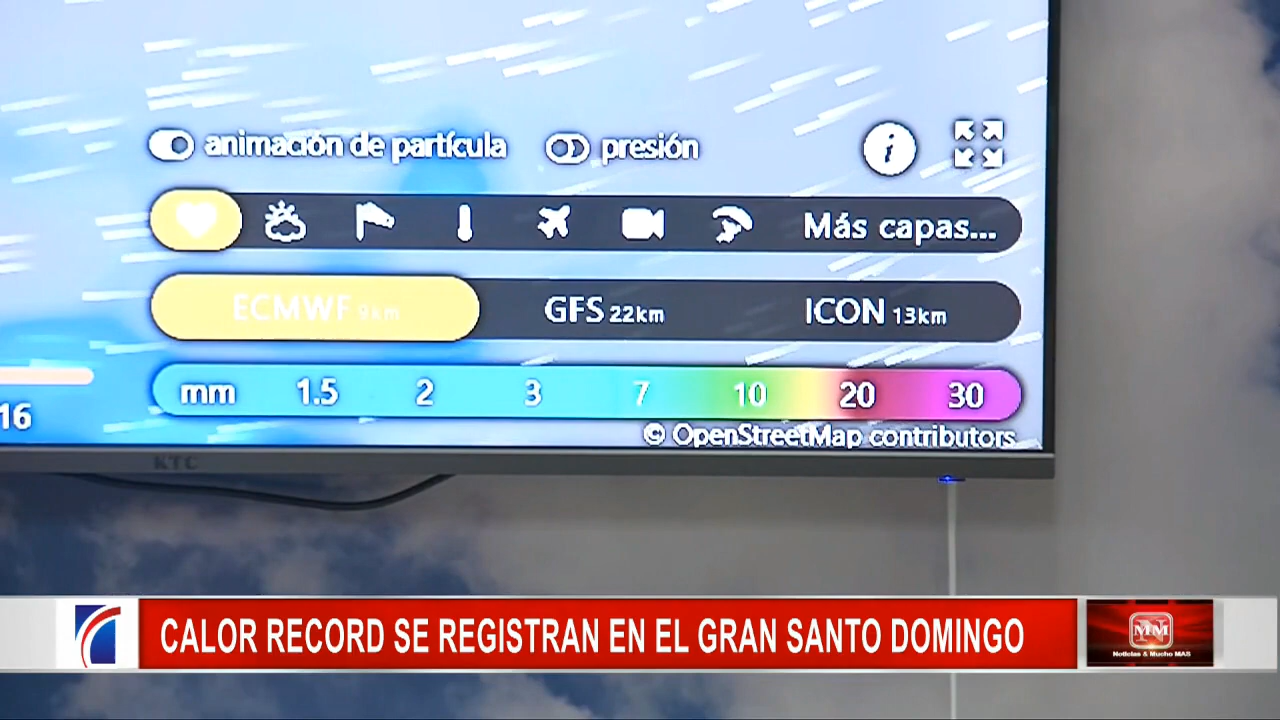 animación de partícula presión
Más capas...
ECMWF 9km GFS 22km ICON 13km
mm 1.5 2 3 7 10 20 30
16
© OpenStreetMap contributors
KTC
CALOR RECORD SE REGISTRAN EN EL GRAN SANTO DOMINGO
NMM
Noticias & Mucho MAS